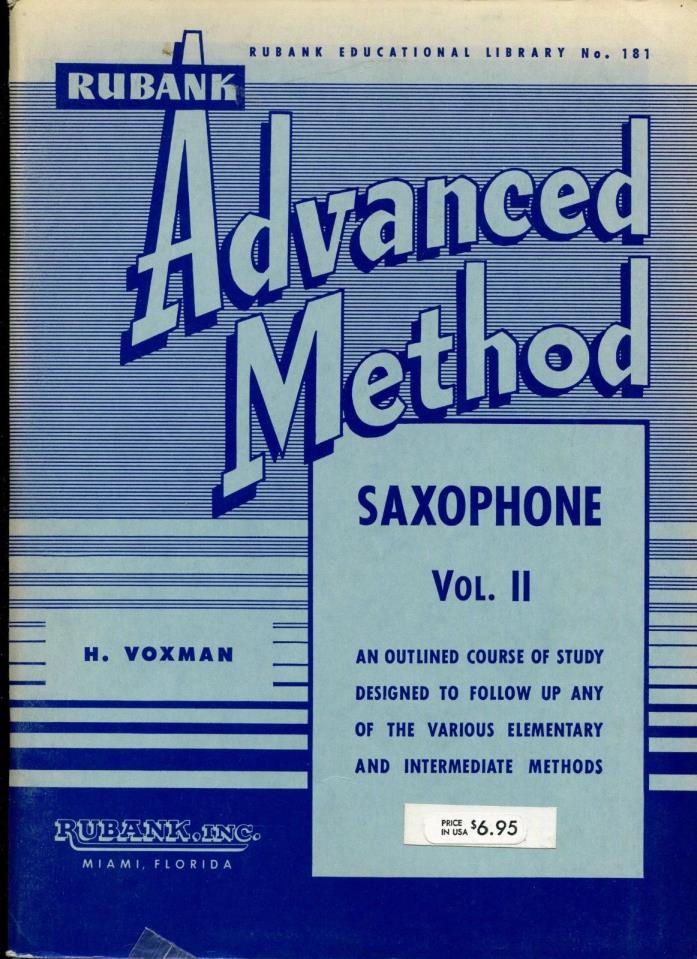 RUBANK EDUCATIONAL LIBRARY No. 181
RUBANK
Advanced
Method
SAXOPHONE
VOL. II
H. VOXMAN
AN OUTLINED COURSE OF STUDY
DESIGNED TO FOLLOW UP ANY
OF THE VARIOUS ELEMENTARY
AND INTERMEDIATE METHODS
PRICE
IN USA $6.95
RUBANK, INC.
MIAMI, FLORIDA